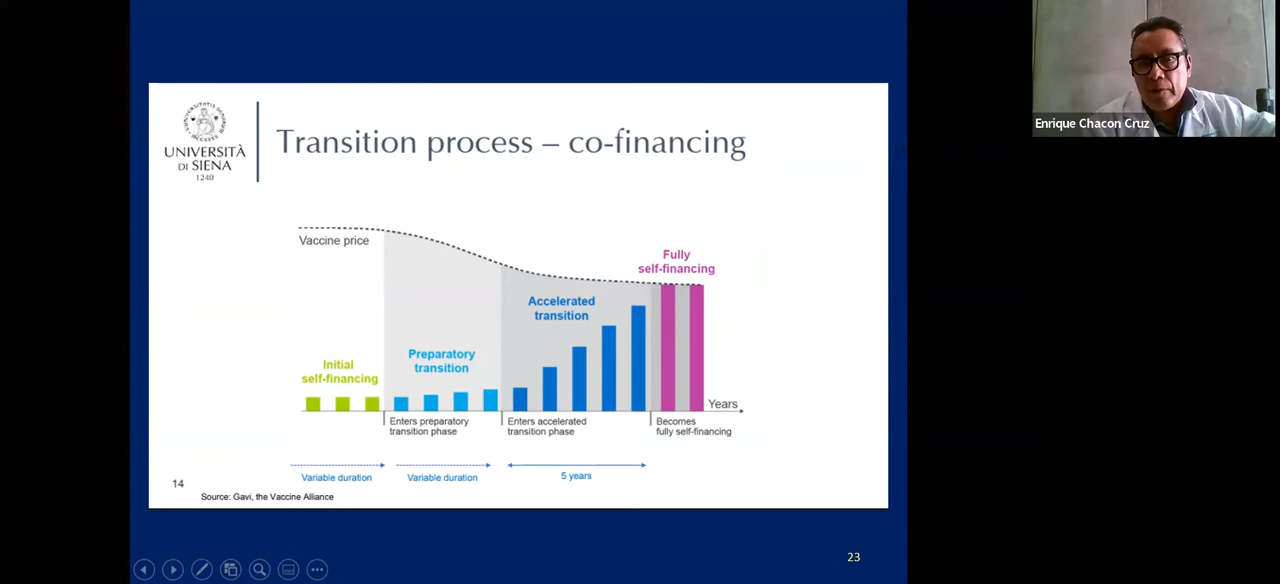 Enrique Chacon Cruz
UNIVERSITÀ
DI SIENA
1240
Transition process – co-financing
Vaccine price
Fully
self-financing
Accelerated
transition
Preparatory
transition
Initial
self-financing
Years
Enters preparatory
transition phase
Enters accelerated
transition phase
Becomes
fully self-financing
Variable duration
Variable duration
5 years
14
Source: Gavi, the Vaccine Alliance
23